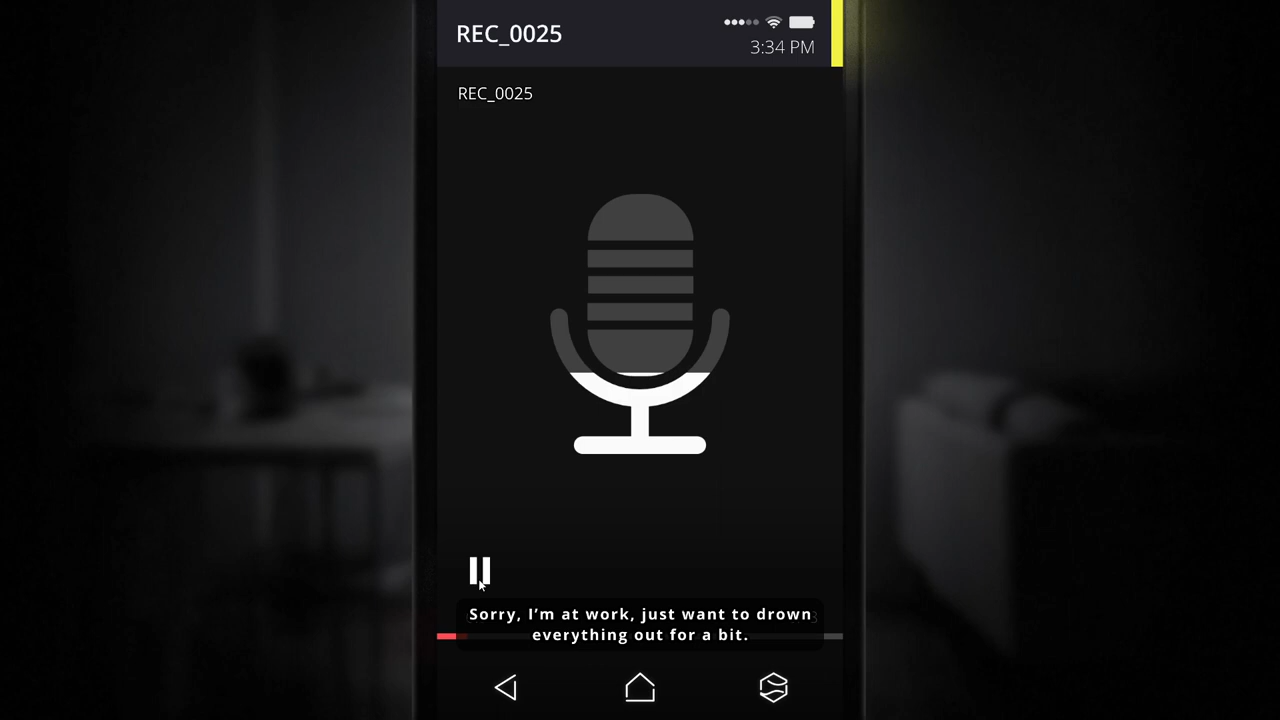 REC_0025
3:34 PM
REC_0025
Sorry, I'm at work, just want to drown
everything out for a bit.